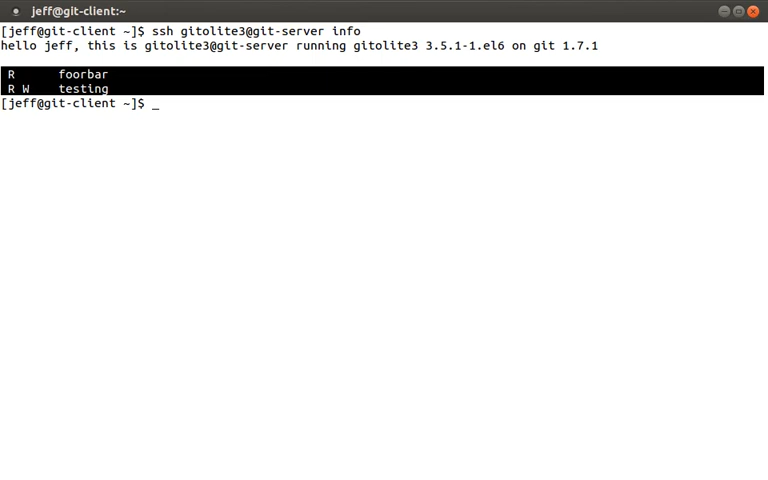 jeff@git-client:~
[jeff@git-client ~]$ ssh gitolite3@git-server info
hello jeff, this is gitolite3@git-server running gitolite3 3.5.1-1.el6 on git 1.7.1
R      foorbar
R W    testing
[jeff@git-client ~]$ _